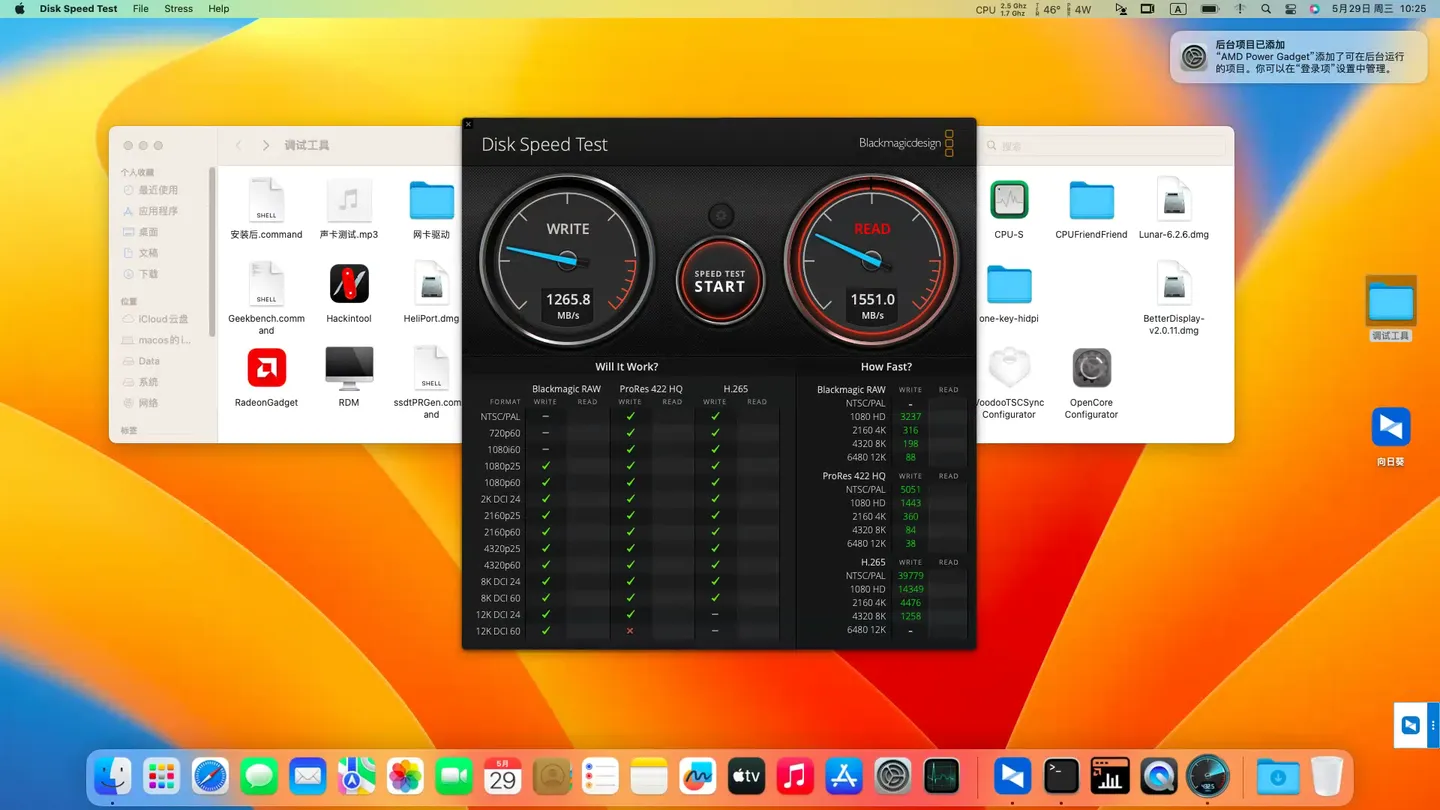 Disk Speed Test File Stress Help
CPU 2.5 Ghz 1.7 Ghz 46° 4W A 5月29日 周三 10:25
后台项目已添加
“AMD Power Gadget”添加了可在后台运行
的项目。你可以在“登录项”设置中管理。
调试工具
搜索
个人收藏
最近使用
应用程序
桌面
文稿
下载
位置
iCloud云盘
macos的i...
Data
系统
网络
标签
SHELL
安装后.command 声卡测试.mp3 网卡驱动
SHELL
Geekbench.comm
and
Hackintool HeliPort.dmg
SHELL
RadeonGadget RDM ssdtPRGen.com
and
CPU-S CPUFriendFriend Lunar-6.2.6.dmg
one-key-hidpi BetterDisplay-
v2.0.11.dmg
VoodooTSCSync
Configurator
OpenCore
Configurator
调试工具
向日葵
Disk Speed Test
Blackmagicdesign
WRITE
1265.8
MB/s
SPEED TEST
START
READ
1551.0
MB/s
Will It Work?
Blackmagic RAW ProRes 422 HQ H.265
FORMAT WRITE READ WRITE READ WRITE READ
NTSC/PAL – ✓ ✓
720p60 – ✓ ✓
1080i60 – ✓ ✓
1080p25 ✓ ✓ ✓
1080p60 ✓ ✓ ✓
2K DCI 24 ✓ ✓ ✓
2160p25 ✓ ✓ ✓
2160p60 ✓ ✓ ✓
4320p25 ✓ ✓ ✓
4320p60 ✓ ✓ ✓
8K DCI 24 ✓ ✓ ✓
8K DCI 60 ✓ ✓ ✓
12K DCI 24 ✓ ✓ –
12K DCI 60 ✓ × –
How Fast?
Blackmagic RAW WRITE READ
NTSC/PAL -
1080 HD 3237
2160 4K 316
4320 8K 198
6480 12K 88
ProRes 422 HQ WRITE READ
NTSC/PAL 5051
1080 HD 1443
2160 4K 360
4320 8K 84
6480 12K 38
H.265 WRITE READ
NTSC/PAL 39779
1080 HD 14349
2160 4K 4476
4320 8K 1258
6480 12K -
5月
29
tv